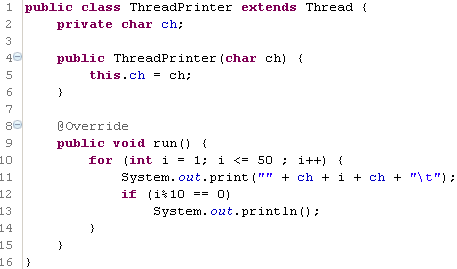 1 public class ThreadPrinter extends Thread {
2     private char ch;
3
4     public ThreadPrinter(char ch) {
5         this.ch = ch;
6     }
7
8     @Override
9     public void run() {
10         for (int i = 1; i <= 50 ; i++) {
11             System.out.print("" + ch + i + ch + "\t");
12             if (i%10 == 0)
13                 System.out.println();
14         }
15     }
16 }